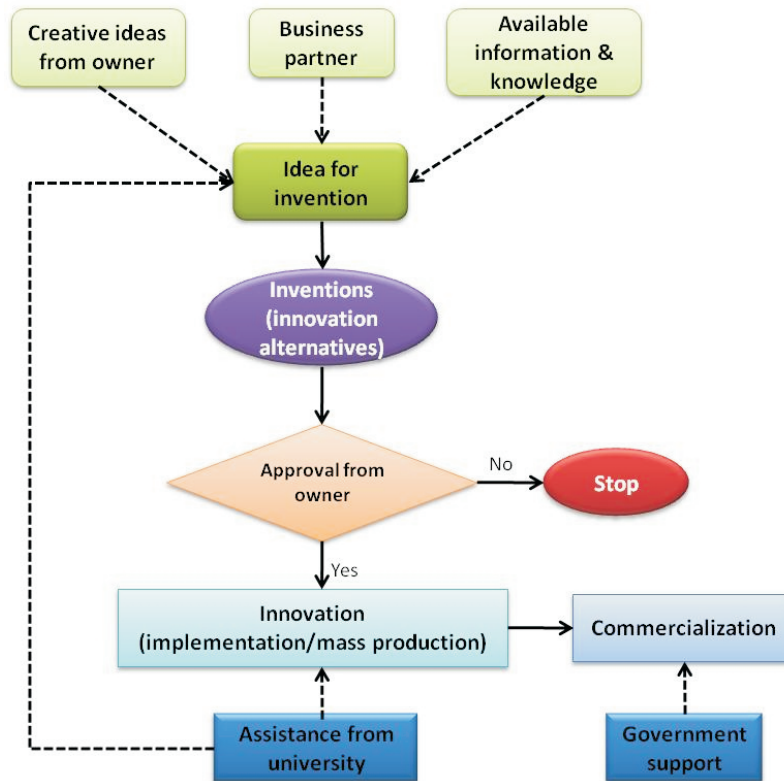 Creative ideas
from owner
Business
partner
Available
information &
knowledge
Idea for
invention
Inventions
(innovation
alternatives)
Approval from
owner
No
Stop
Yes
Innovation
(implementation/mass production)
Commercialization
Assistance from
university
Government
support